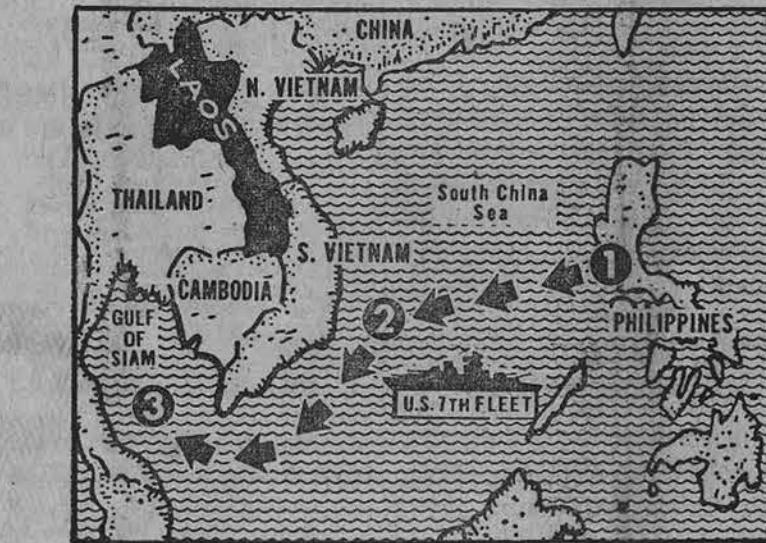 CHINA
LAOS
N. VIETNAM
THAILAND
South China
Sea
S. VIETNAM
1
CAMBODIA
2
GULF
OF
SIAM
PHILIPPINES
3
U.S. 7TH FLEET